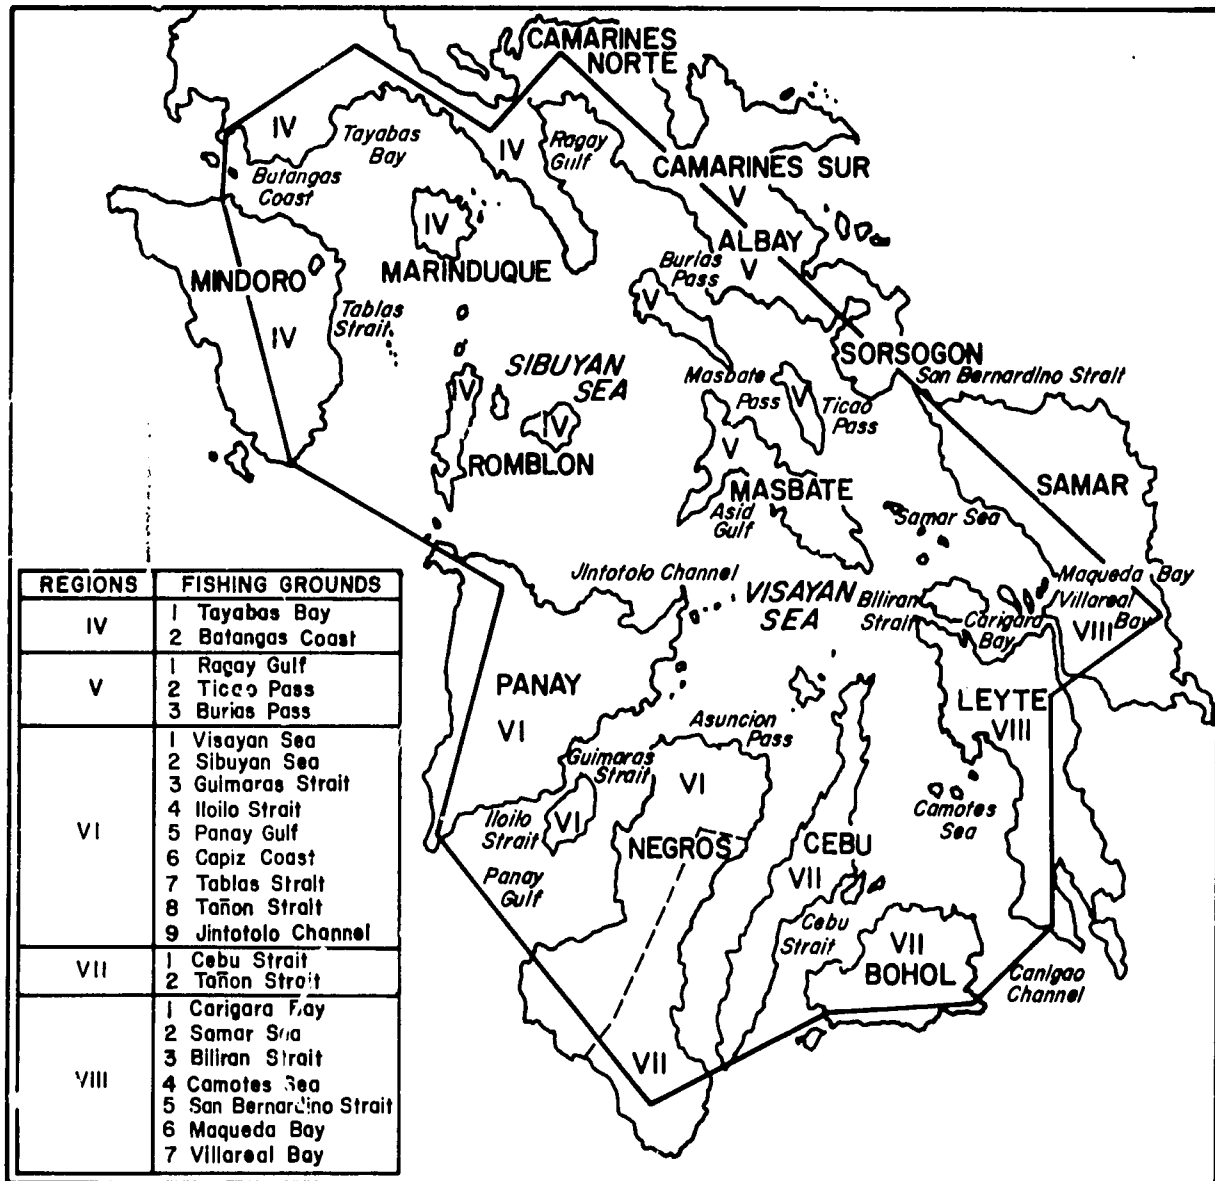 CAMARINES
NORTE
IV
Tayabas
Bay
IV
Ragay
Gulf
Butangas
Coast
CAMARINES SUR
V
IV
MARINDUQUE
ALBAY
V
Burias
Pass
MINDORO
IV
Tablas
Strait
V
SORSOGON
San Bernardino Strait
SIBUYAN
SEA
IV
IV
ROMBLON
Masbate
Pass
V
Ticao
Pass
V
MASBATE
Asid
Gulf
SAMAR
Samar Sea
Jintotolo Channel
VISAYAN
SEA
Biliran
Strait
Carigara
Bay
Maqueda Bay
Villareal
Bay
VIII
PANAY
VI
LEYTE
VIII
Asuncion
Pass
Guimaras
Strait
VI
VI
Iloilo
Strait
Panay
Gulf
NEGROS
CEBU
VII
Camotes
Sea
Cebu
Strait
VII
BOHOL
Canigao
Channel
VII
REGIONS FISHING GROUNDS
IV
1 Tayabas Bay
2 Batangas Coast
V
1 Ragay Gulf
2 Ticao Pass
3 Burias Pass
VI
1 Visayan Sea
2 Sibuyan Sea
3 Guimaras Strait
4 Iloilo Strait
5 Panay Gulf
6 Capiz Coast
7 Tablas Strait
8 Tañon Strait
9 Jintotolo Channel
VII
1 Cebu Strait
2 Tañon Strait
VIII
1 Carigara Bay
2 Samar Sea
3 Biliran Strait
4 Camotes Sea
5 San Bernardino Strait
6 Maqueda Bay
7 Villareal Bay